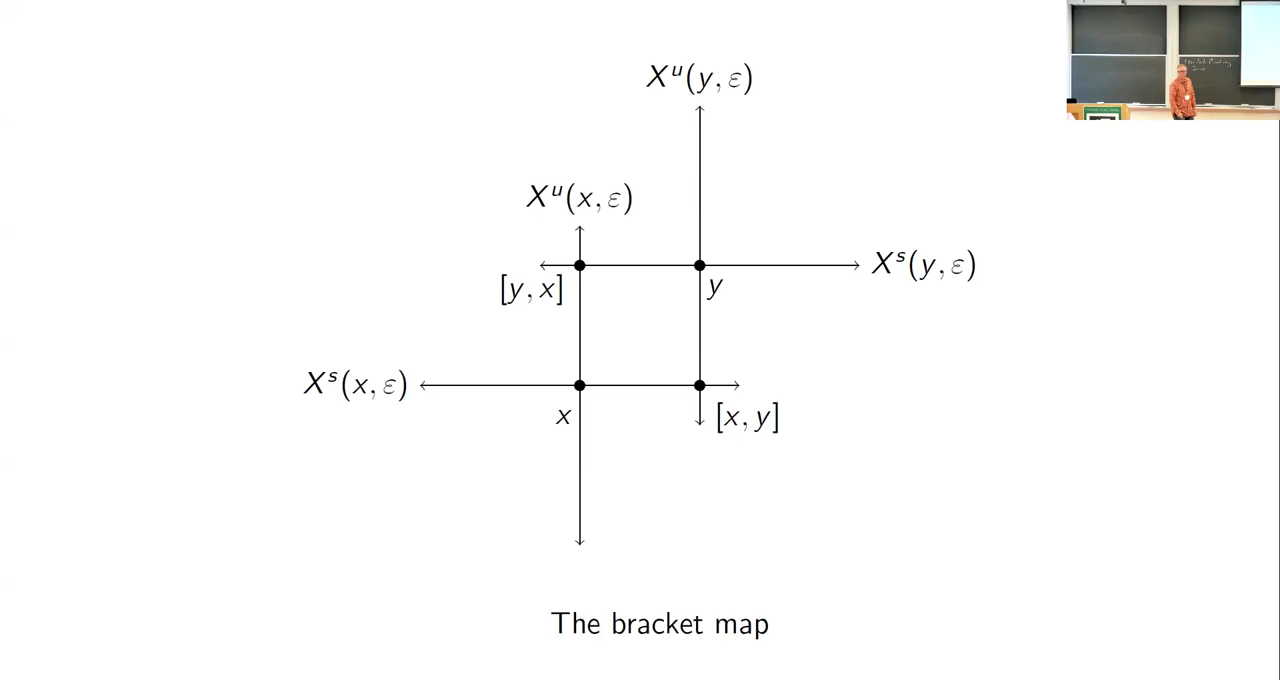 X^u(y, ε)
X^u(x, ε)
X^s(y, ε)
[y, x]
y
X^s(x, ε)
x
[x, y]
The bracket map